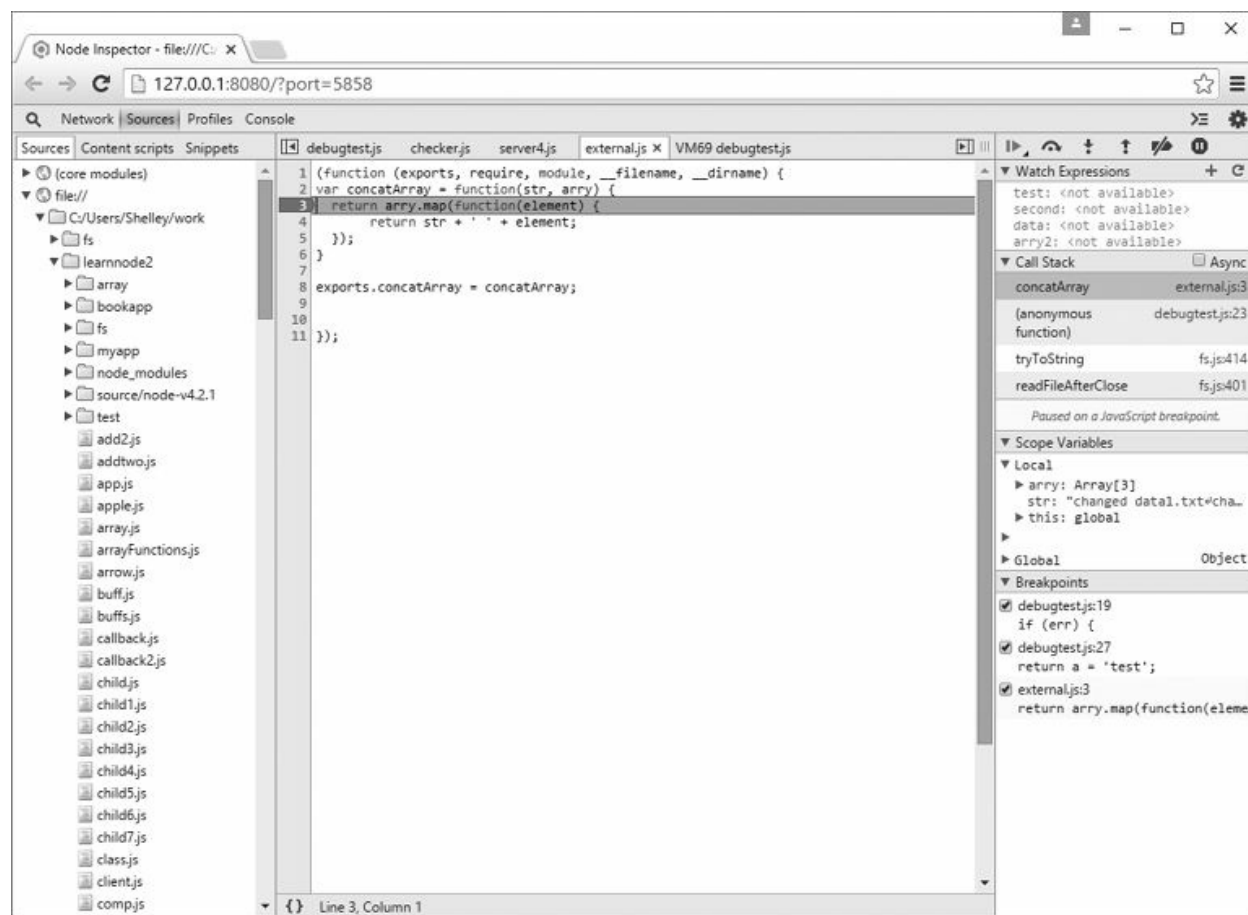 Node Inspector - file:///C:/
127.0.0.1:8080/?port=5858
Network Sources Profiles Console
Sources Content scripts Snippets
(core modules)
file://
C:/Users/Shelley/work
fs
learnnode2
array
bookapp
fs
myapp
node_modules
source/node-v4.2.1
test
add2.js
addtwo.js
app.js
apple.js
array.js
arrayFunctions.js
arrow.js
buff.js
buffs.js
callback.js
callback2.js
child.js
child1.js
child2.js
child3.js
child4.js
child5.js
child6.js
child7.js
class.js
client.js
comp.js
debugtest.js checker.js server4.js external.js × VM69 debugtest.js
1 (function (exports, require, module, __filename, __dirname) {
2 var concatArray = function(str, arry) {
3 return arry.map(function(element) {
4 return str + ' ' + element;
5 });
6 }
7
8 exports.concatArray = concatArray;
9
10
11 });
{} Line 3, Column 1
Watch Expressions
test: <not available>
second: <not available>
data: <not available>
arry2: <not available>
Call Stack Async
concatArray external.js:3
(anonymous function) debugtest.js:23
tryToString fs.js:414
readFileAfterClose fs.js:401
Paused on a JavaScript breakpoint.
Scope Variables
Local
arry: Array[3]
str: "changed data1.txt↵cha…
this: global
Global Object
Breakpoints
debugtest.js:19
if (err) {
debugtest.js:27
return a = 'test';
external.js:3
return arry.map(function(eleme